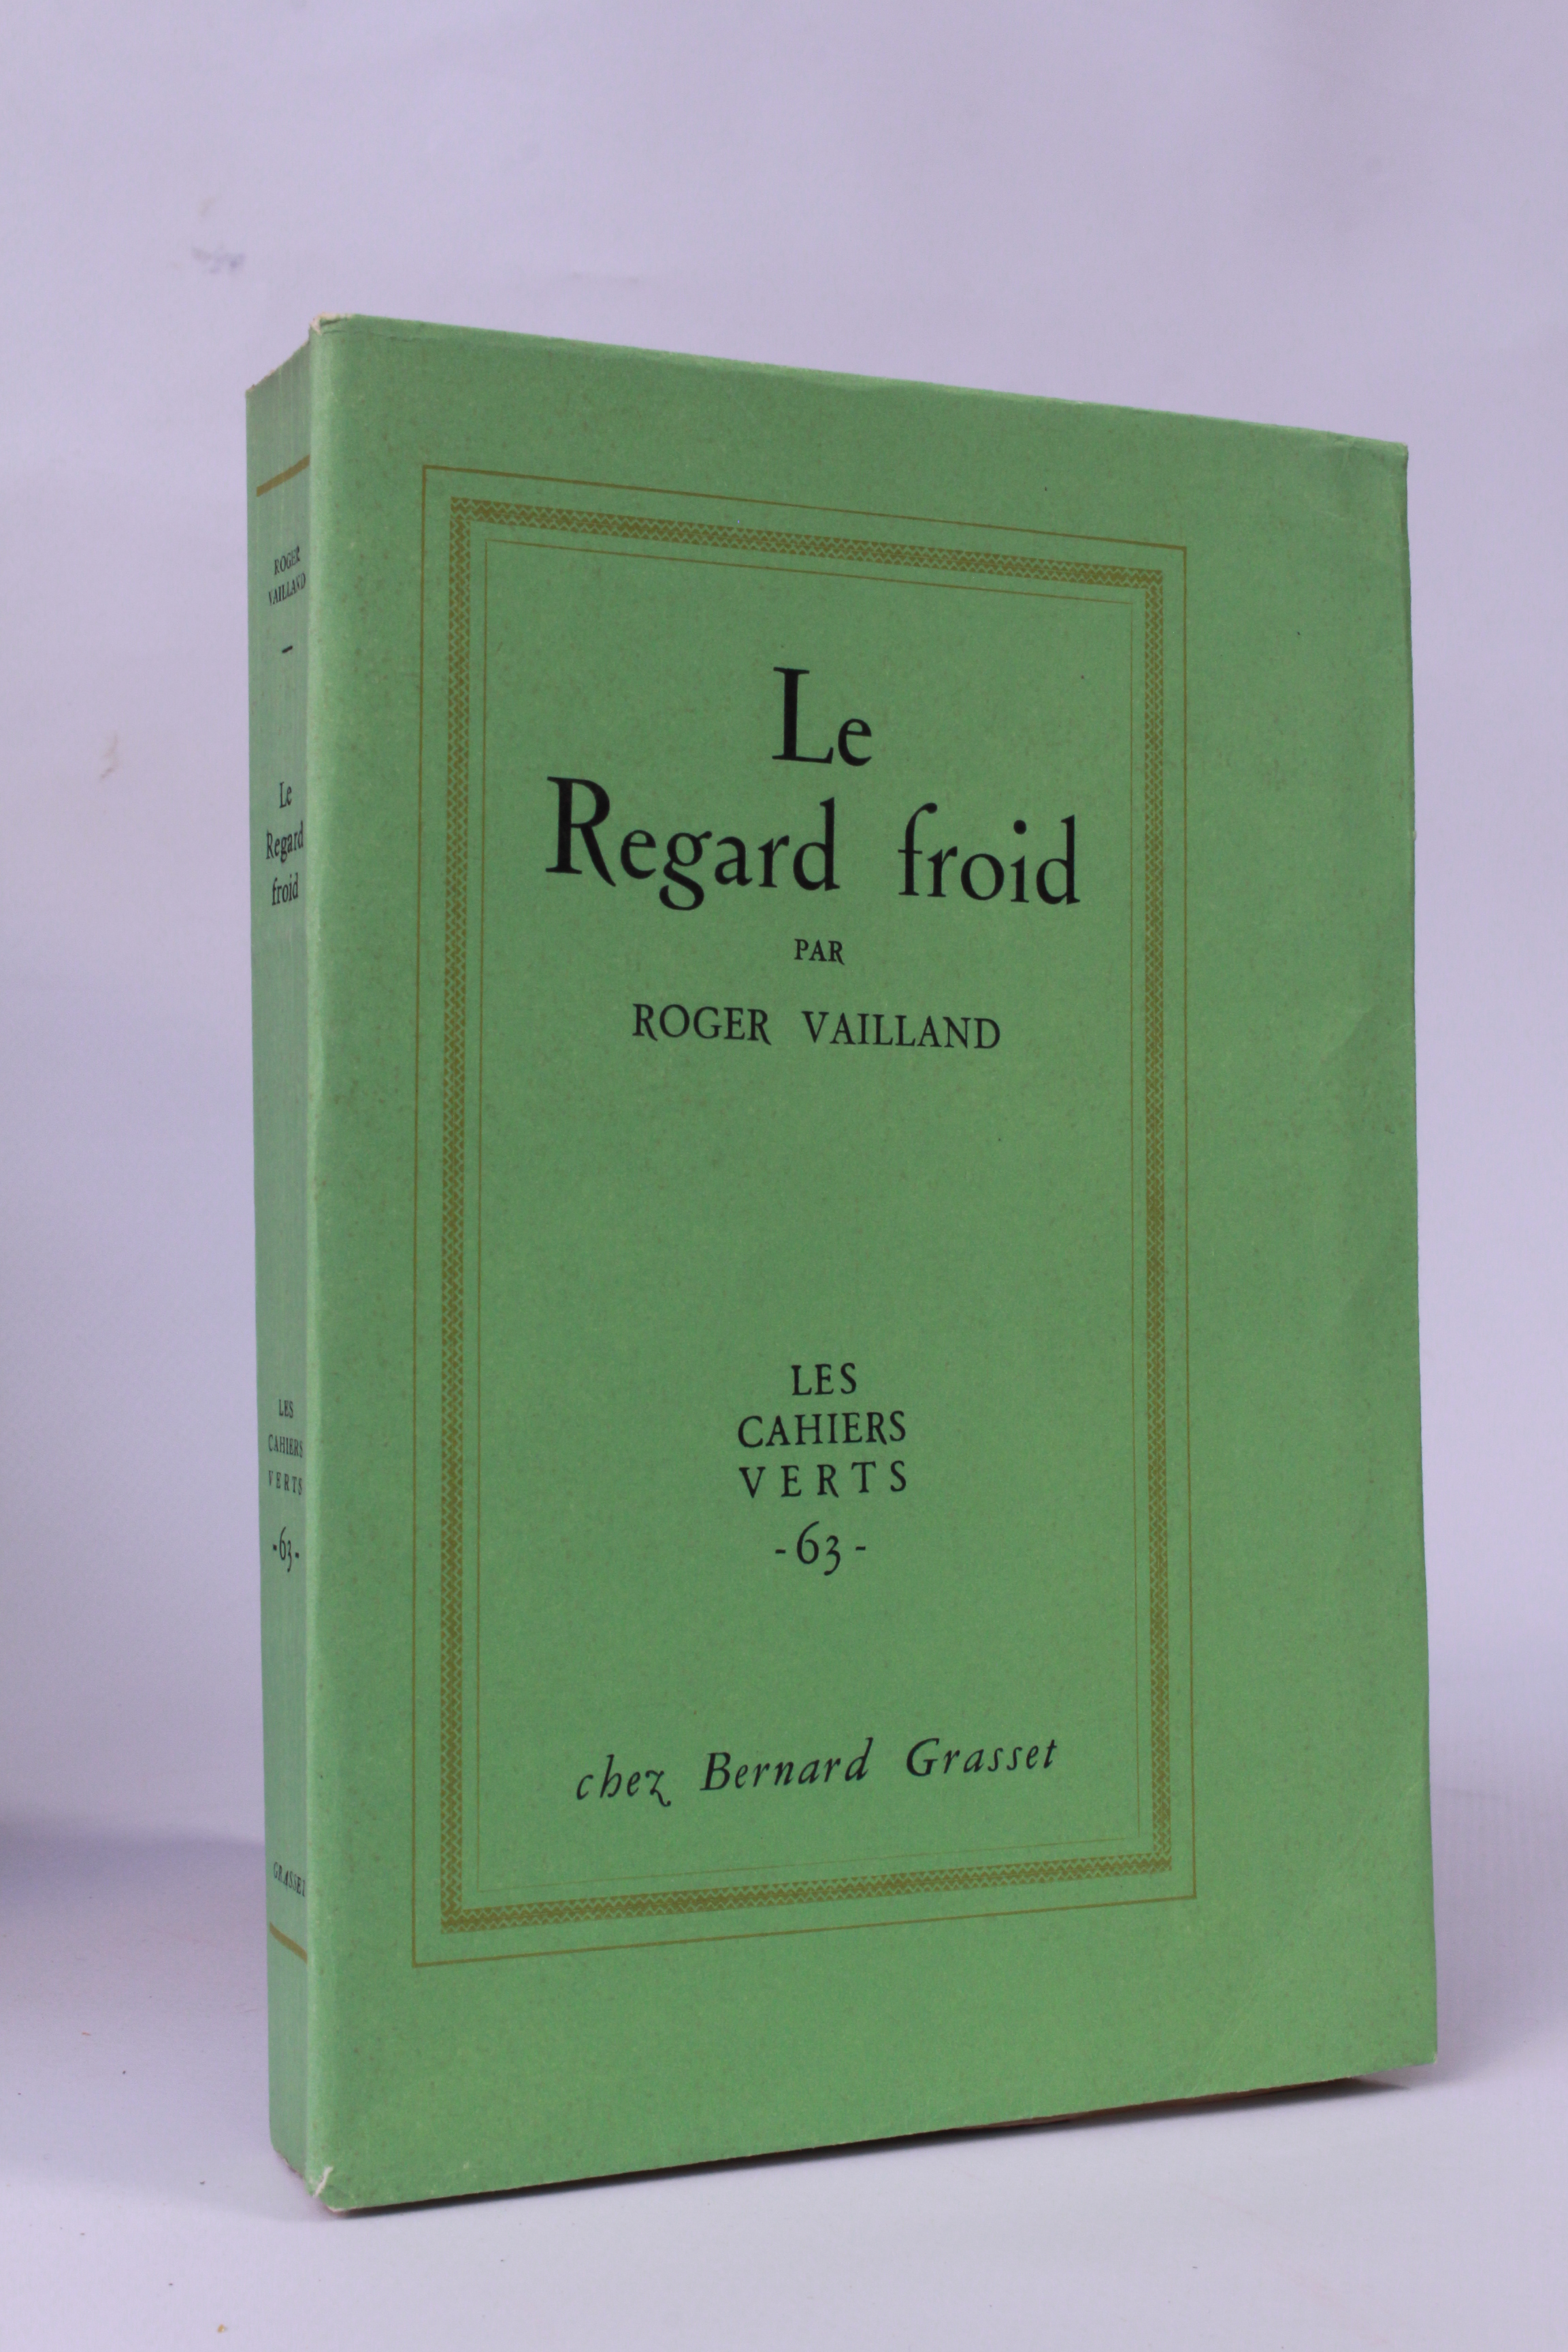 ROGER
VAILLAND
Le
Regard
froid
LES
CAHIERS
VERTS
-63-
GRASSET
Le
Regard froid
PAR
ROGER VAILLAND
LES
CAHIERS
VERTS
-63-
chez Bernard Grasset